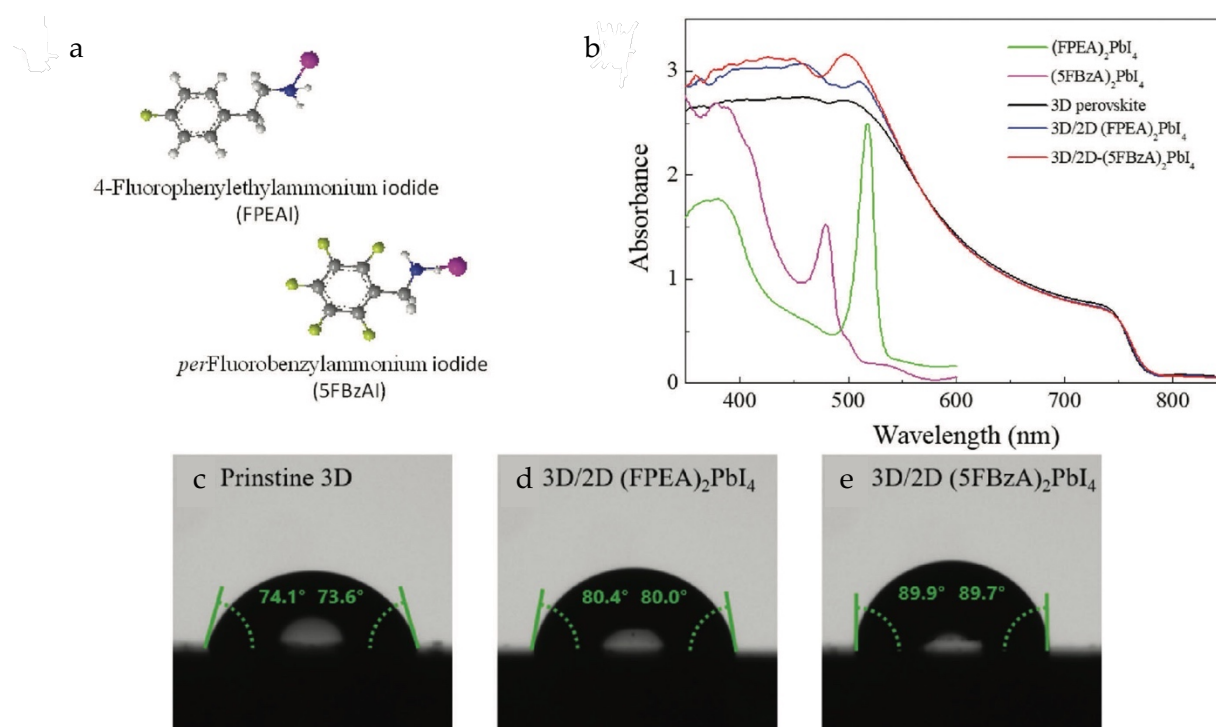 a
4-Fluorophenylethylammonium iodide
(FPEAI)
perFluorobenzylammonium iodide
(5FBzAI)
b
(FPEA)₂PbI₄
(5FBzA)₂PbI₄
3D perovskite
3D/2D (FPEA)₂PbI₄
3D/2D-(5FBzA)₂PbI₄
Absorbance
3
2
1
0
400 500 600 700 800
Wavelength (nm)
c Prinstine 3D
74.1° 73.6°
d 3D/2D (FPEA)₂PbI₄
80.4° 80.0°
e 3D/2D (5FBzA)₂PbI₄
89.9° 89.7°